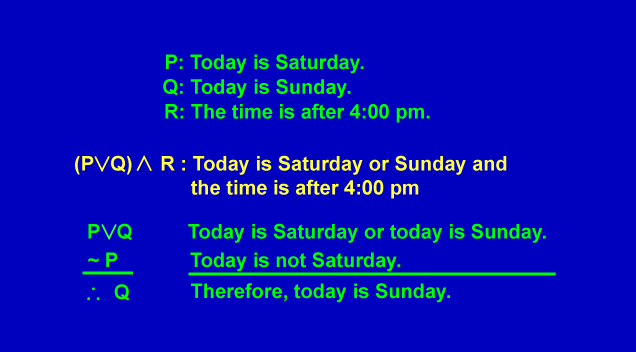 P: Today is Saturday.
Q: Today is Sunday.
R: The time is after 4:00 pm.
(P∨Q) ∧ R : Today is Saturday or Sunday and
the time is after 4:00 pm
P∨Q Today is Saturday or today is Sunday.
~ P Today is not Saturday.
∴ Q Therefore, today is Sunday.